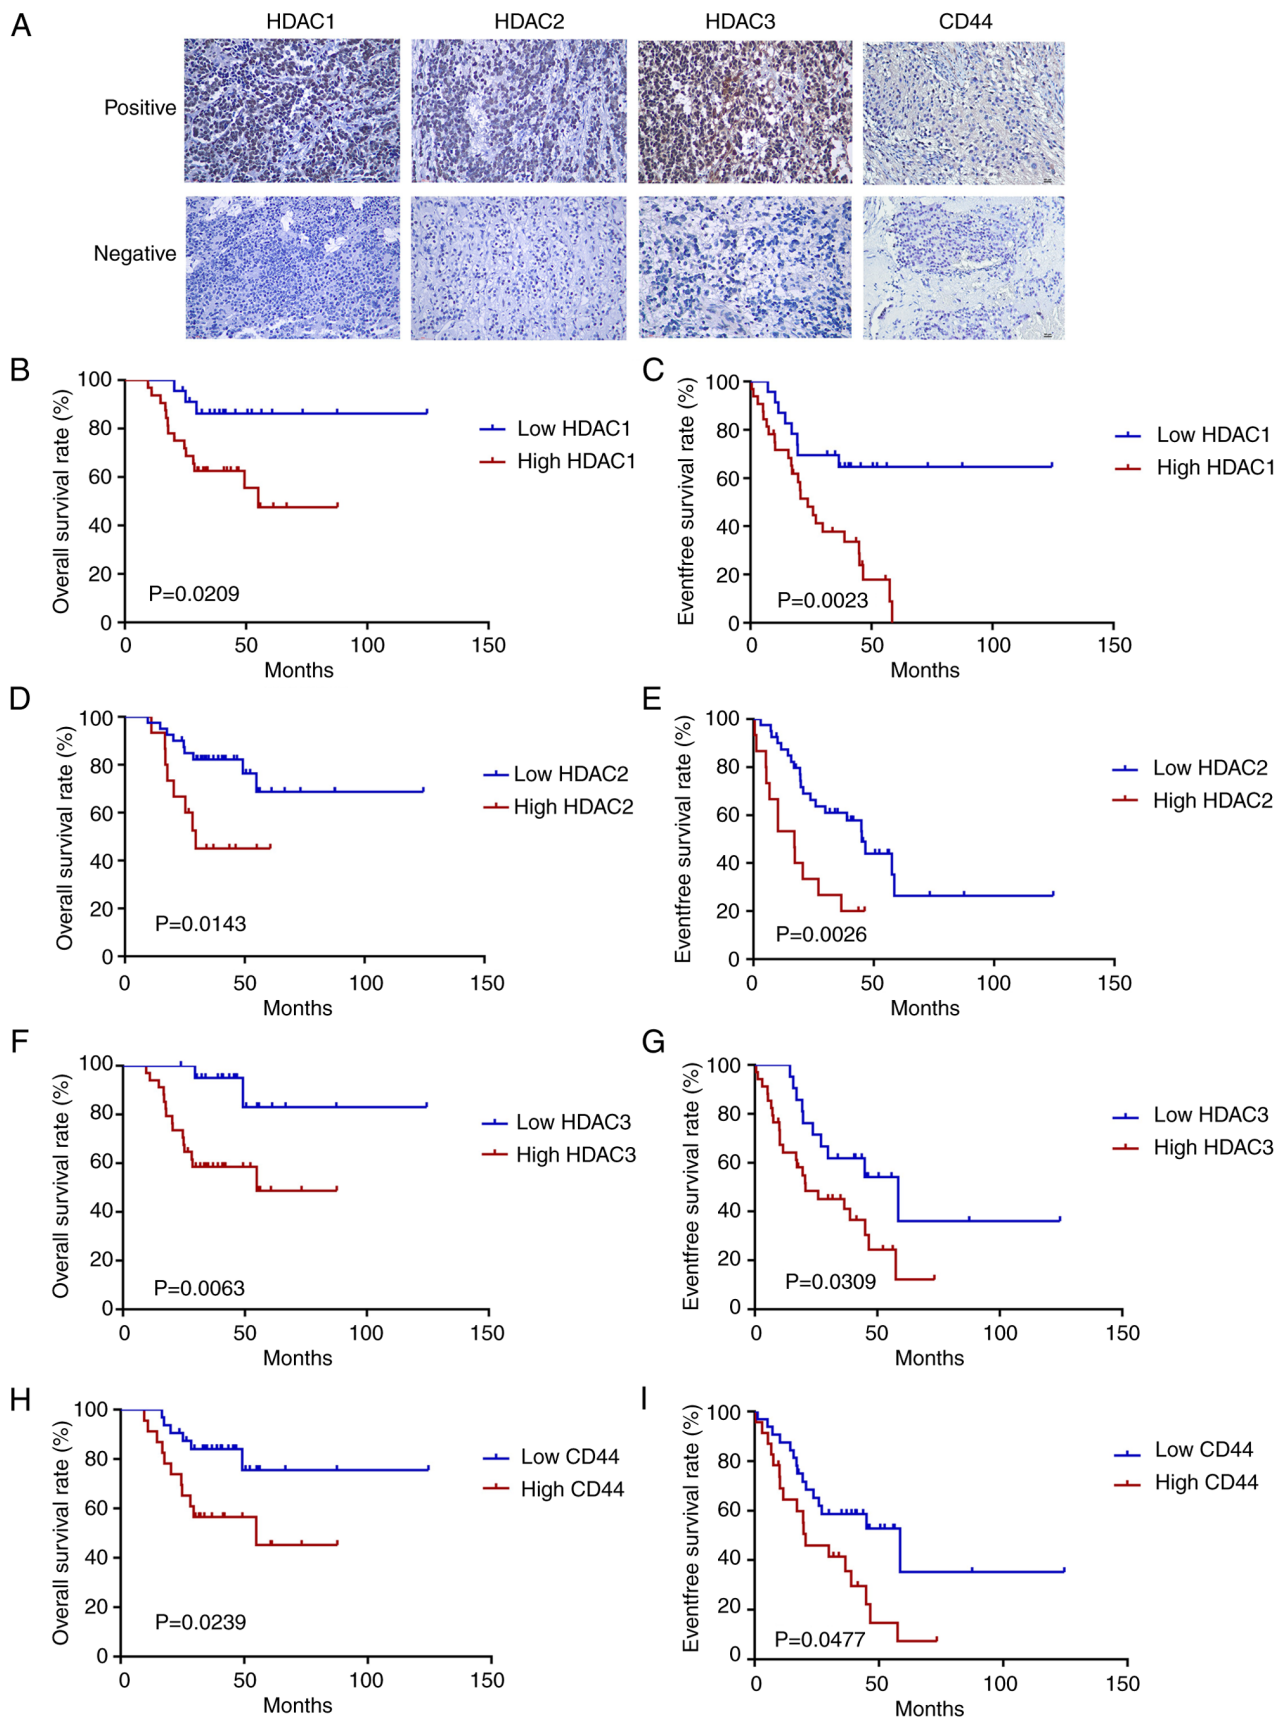 A
HDAC1
HDAC2
HDAC3
CD44
Positive
Negative
B
100
80
60
40
20
0
Overall survival rate (%)
P=0.0209
0
50
100
150
Months
Low HDAC1
High HDAC1
C
100
80
60
40
20
0
Eventfree survival rate (%)
P=0.0023
0
50
100
150
Months
Low HDAC1
High HDAC1
D
100
80
60
40
20
0
Overall survival rate (%)
P=0.0143
0
50
100
150
Months
Low HDAC2
High HDAC2
E
100
80
60
40
20
0
Eventfree survival rate (%)
P=0.0026
0
50
100
150
Months
Low HDAC2
High HDAC2
F
100
80
60
40
20
0
Overall survival rate (%)
P=0.0063
0
50
100
150
Months
Low HDAC3
High HDAC3
G
100
80
60
40
20
0
Eventfree survival rate (%)
P=0.0309
0
50
100
150
Months
Low HDAC3
High HDAC3
H
100
80
60
40
20
0
Overall survival rate (%)
P=0.0239
0
50
100
150
Months
Low CD44
High CD44
I
100
80
60
40
20
0
Eventfree survival rate (%)
P=0.0477
0
50
100
150
Months
Low CD44
High CD44